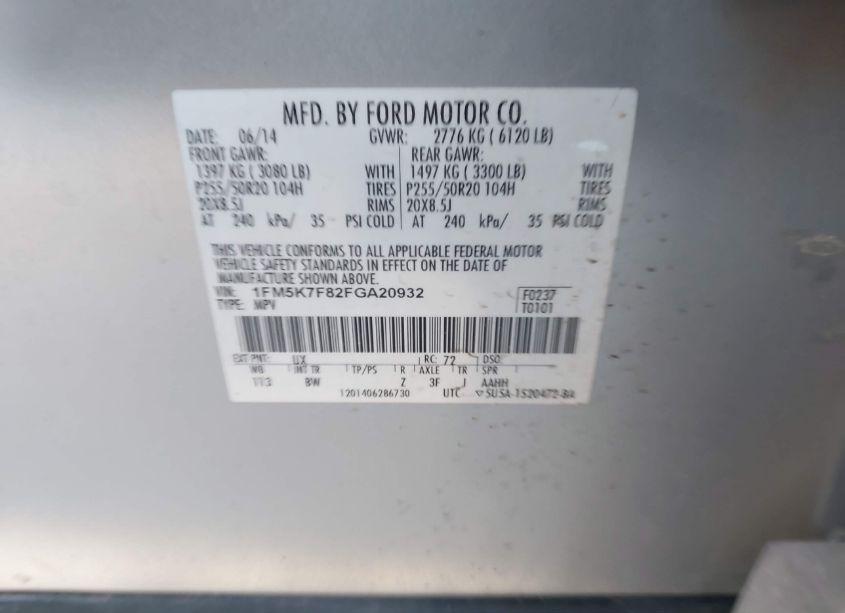 MFD. BY FORD MOTOR CO.
DATE: 06/14 GVWR: 2776 KG ( 6120 LB)
FRONT GAWR: REAR GAWR:
1397 KG ( 3080 LB) WITH 1497 KG ( 3300 LB) WITH
P255/50R20 104H TIRES P255/50R20 104H TIRES
20X8.5J RIMS 20X8.5J RIMS
AT 240 kPa/ 35 PSI COLD AT 240 kPa/ 35 PSI COLD
THIS VEHICLE CONFORMS TO ALL APPLICABLE FEDERAL MOTOR
VEHICLE SAFETY STANDARDS IN EFFECT ON THE DATE OF
MANUFACTURE SHOWN ABOVE.
VIN: 1FM5K7F82FGA20932 F0237
TYPE: MPV T0101
EXT PNT: UX RC: 72 DSO:
WB INT TR TP/PS R AXLE TR SPR
113 BW Z 3F J AAHH
1201406286730 UTC ▽5U5A-1520472-BA